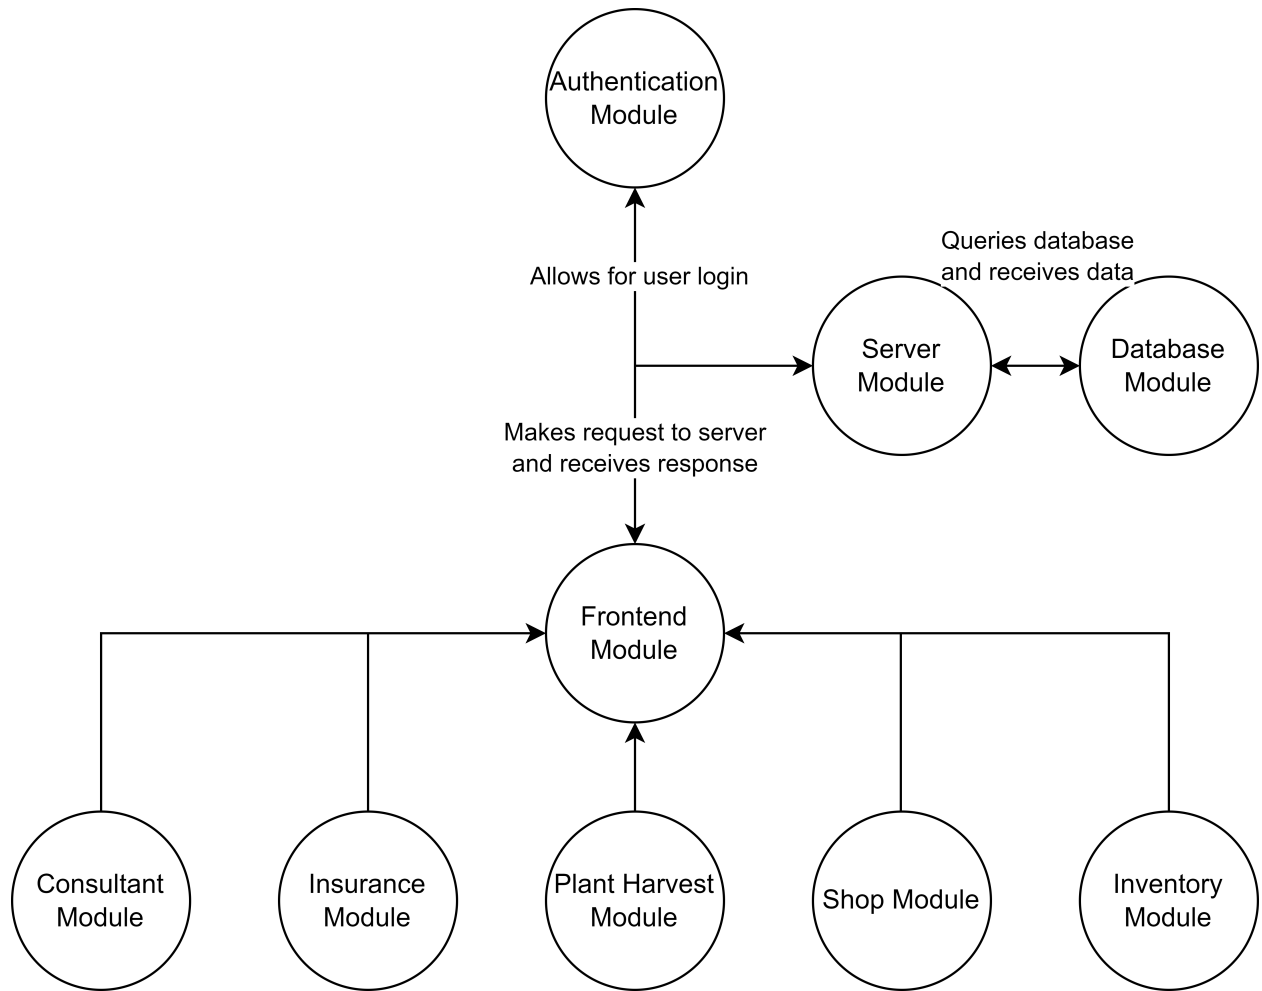 Authentication
Module
Allows for user login
Queries database
and receives data
Server
Module
Database
Module
Makes request to server
and receives response
Frontend
Module
Consultant
Module
Insurance
Module
Plant Harvest
Module
Shop Module
Inventory
Module